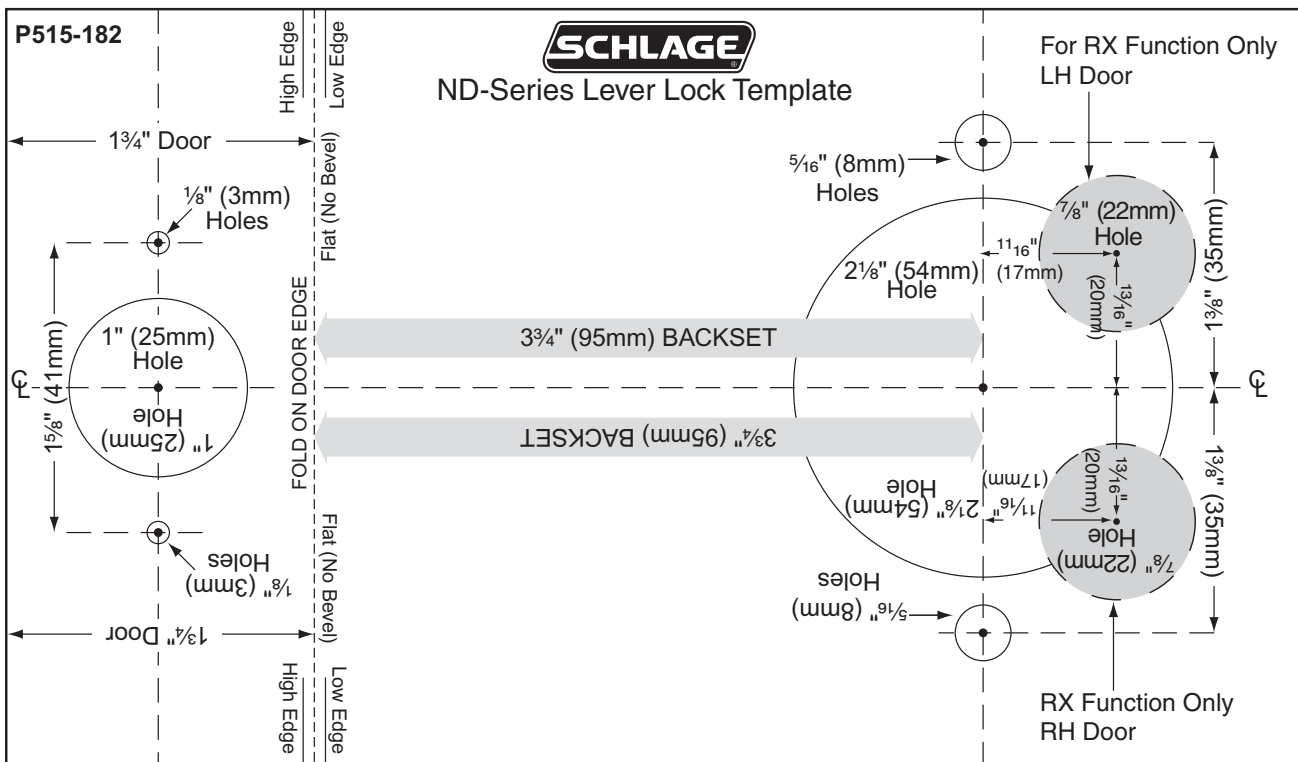 P515-182
High Edge
Low Edge
SCHLAGE
®
ND-Series Lever Lock Template
For RX Function Only
LH Door
1¾" Door
Flat (No Bevel)
5⁄16" (8mm)
Holes
⅛" (3mm)
Holes
⅞" (22mm)
Hole
11⁄16"
(17mm)
2⅛" (54mm)
Hole
13⁄16"
(20mm)
1⅜" (35mm)
1" (25mm)
Hole
1⅝" (41mm)
FOLD ON DOOR EDGE
3¾" (95mm) BACKSET
℄
℄
1" (25mm)
Hole
3¾" (95mm) BACKSET
13⁄16"
(20mm)
1⅜" (35mm)
11⁄16"
(17mm)
2⅛" (54mm)
Hole
⅞" (22mm)
Hole
⅛" (3mm)
Holes
Flat (No Bevel)
5⁄16" (8mm)
Holes
1¾" Door
High Edge
Low Edge
RX Function Only
RH Door